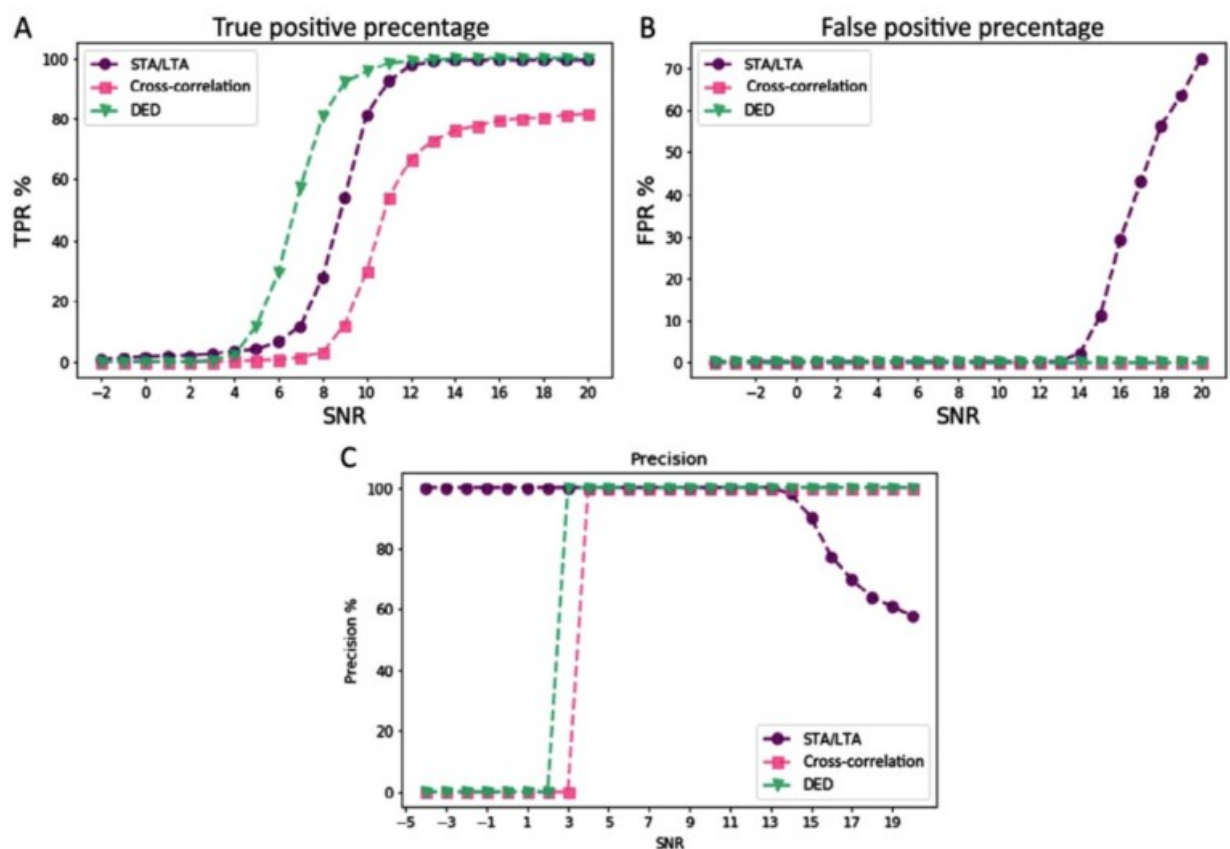 A
True positive precentage
100
80
60
40
20
0
TPR %
STA/LTA
Cross-correlation
DED
−2 0 2 4 6 8 10 12 14 16 18 20
SNR
B
False positive precentage
70
60
50
40
30
20
10
0
FPR %
STA/LTA
Cross-correlation
DED
−2 0 2 4 6 8 10 12 14 16 18 20
SNR
C
Precision
100
80
60
40
20
0
Precision %
STA/LTA
Cross-correlation
DED
−5 −3 −1 1 3 5 7 9 11 13 15 17 19
SNR